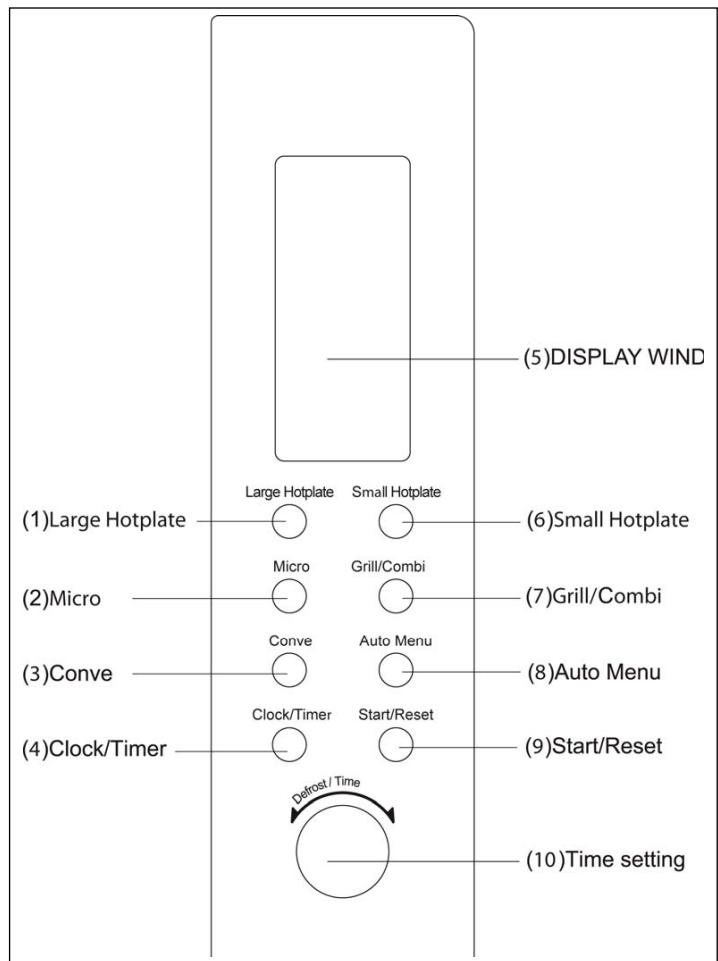 (5)DISPLAY WIND
Large Hotplate Small Hotplate
(1)Large Hotplate
(6)Small Hotplate
Micro Grill/Combi
(2)Micro
(7)Grill/Combi
Conve Auto Menu
(3)Conve
(8)Auto Menu
Clock/Timer Start/Reset
(4)Clock/Timer
(9)Start/Reset
Defrost / Time
(10)Time setting